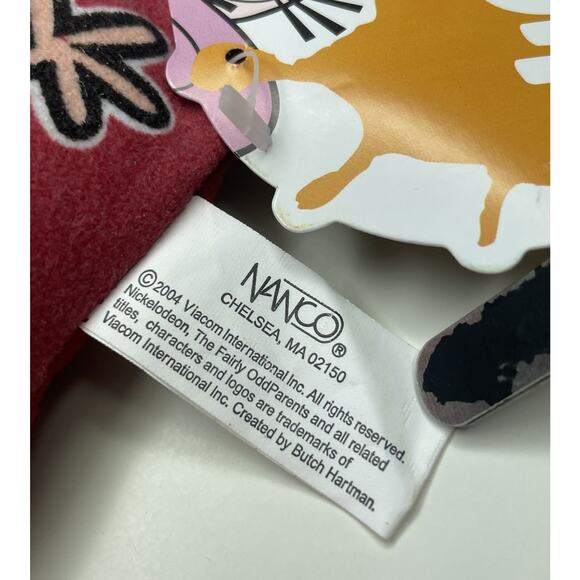 NANCO®
CHELSEA, MA 02150
©2004 Viacom International Inc. All rights reserved.
Nickelodeon, The Fairly OddParents and all related
titles, characters and logos are trademarks of
Viacom International Inc. Created by Butch Hartman.